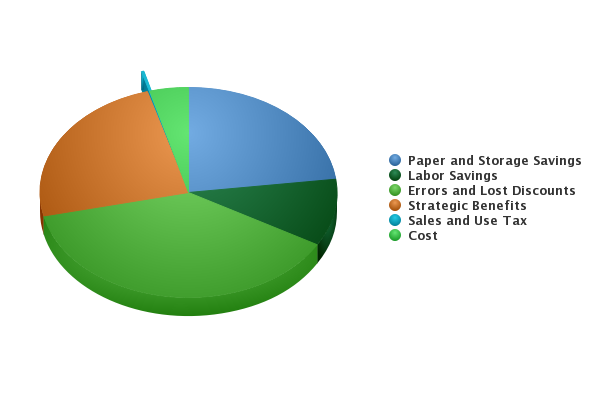 Paper and Storage Savings
Labor Savings
Errors and Lost Discounts
Strategic Benefits
Sales and Use Tax
Cost